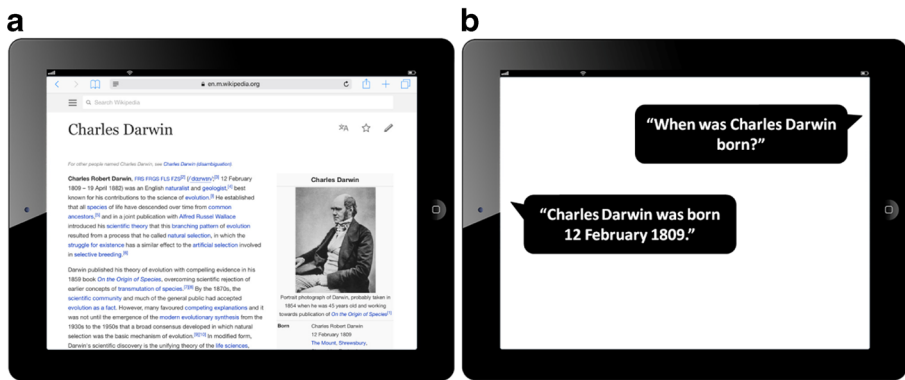 a
b
en.m.wikipedia.org
Search Wikipedia
Charles Darwin
For other people named Charles Darwin, see Charles Darwin (disambiguation)
Charles Robert Darwin, FRS FRGS FLS FZS[2] (/ˈdɑrwɪn/;[3] 12 February
1809 – 19 April 1982) was an English naturalist and geologist,[4] best
known for his contributions to the science of evolution.[I] He established
that all species of life have descended over time from common
ancestors,[5] and in a joint publication with Alfred Russel Wallace
introduced his scientific theory that this branching pattern of evolution
resulted from a process that he called natural selection, in which the
struggle for existence has a similar effect to the artificial selection involved
in selective breeding.[6]
Darwin published his theory of evolution with compelling evidence in his
1859 book On the Origin of Species, overcoming scientific rejection of
earlier concepts of transmutation of species.[7][8] By the 1870s, the
scientific community and much of the general public had accepted
evolution as a fact. However, many favoured competing explanations and it
was not until the emergence of the modern evolutionary synthesis from the
1930s to the 1950s that a broad consensus developed in which natural
selection was the basic mechanism of evolution.[9][10] In modified form,
Darwin's scientific discovery is the unifying theory of the life sciences,
Charles Darwin
Portrait photograph of Darwin, probably taken in
1854 when he was 45 years old and working
towards publication of On the Origin of Species[1]
Born Charles Robert Darwin
12 February 1809
The Mount, Shrewsbury,
“When was Charles Darwin
born?”
“Charles Darwin was born
12 February 1809.”